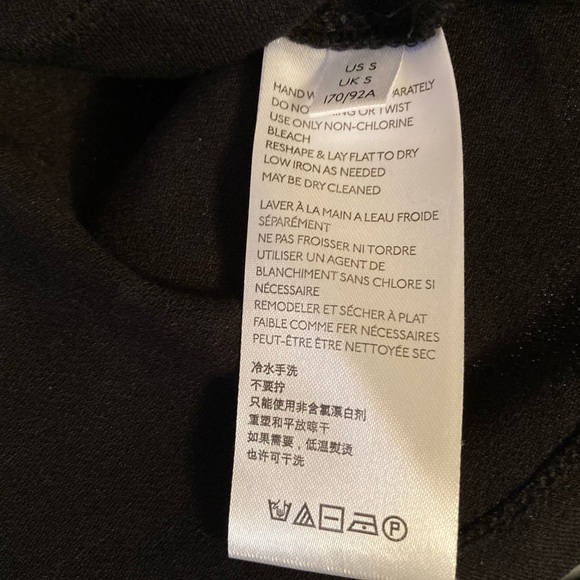 US S
UK S
170/92A
HAND W PARATELY
DO NO ING OR TWIST
USE ONLY NON-CHLORINE
BLEACH
RESHAPE & LAY FLAT TO DRY
LOW IRON AS NEEDED
MAY BE DRY CLEANED
LAVER À LA MAIN A LEAU FROIDE
SÉPARÉMENT
NE PAS FROISSER NI TORDRE
UTILISER UN AGENT DE
BLANCHIMENT SANS CHLORE SI
NÉCESSAIRE
REMODELER ET SÉCHER À PLAT
FAIBLE COMME FER NÉCESSAIRES
PEUT-ÊTRE ÊTRE NETTOYÉE SEC
冷水手洗
不要拧
只能使用非含氯漂白剂
重塑和平放晾干
如果需要，低温熨烫
也许可干洗
P